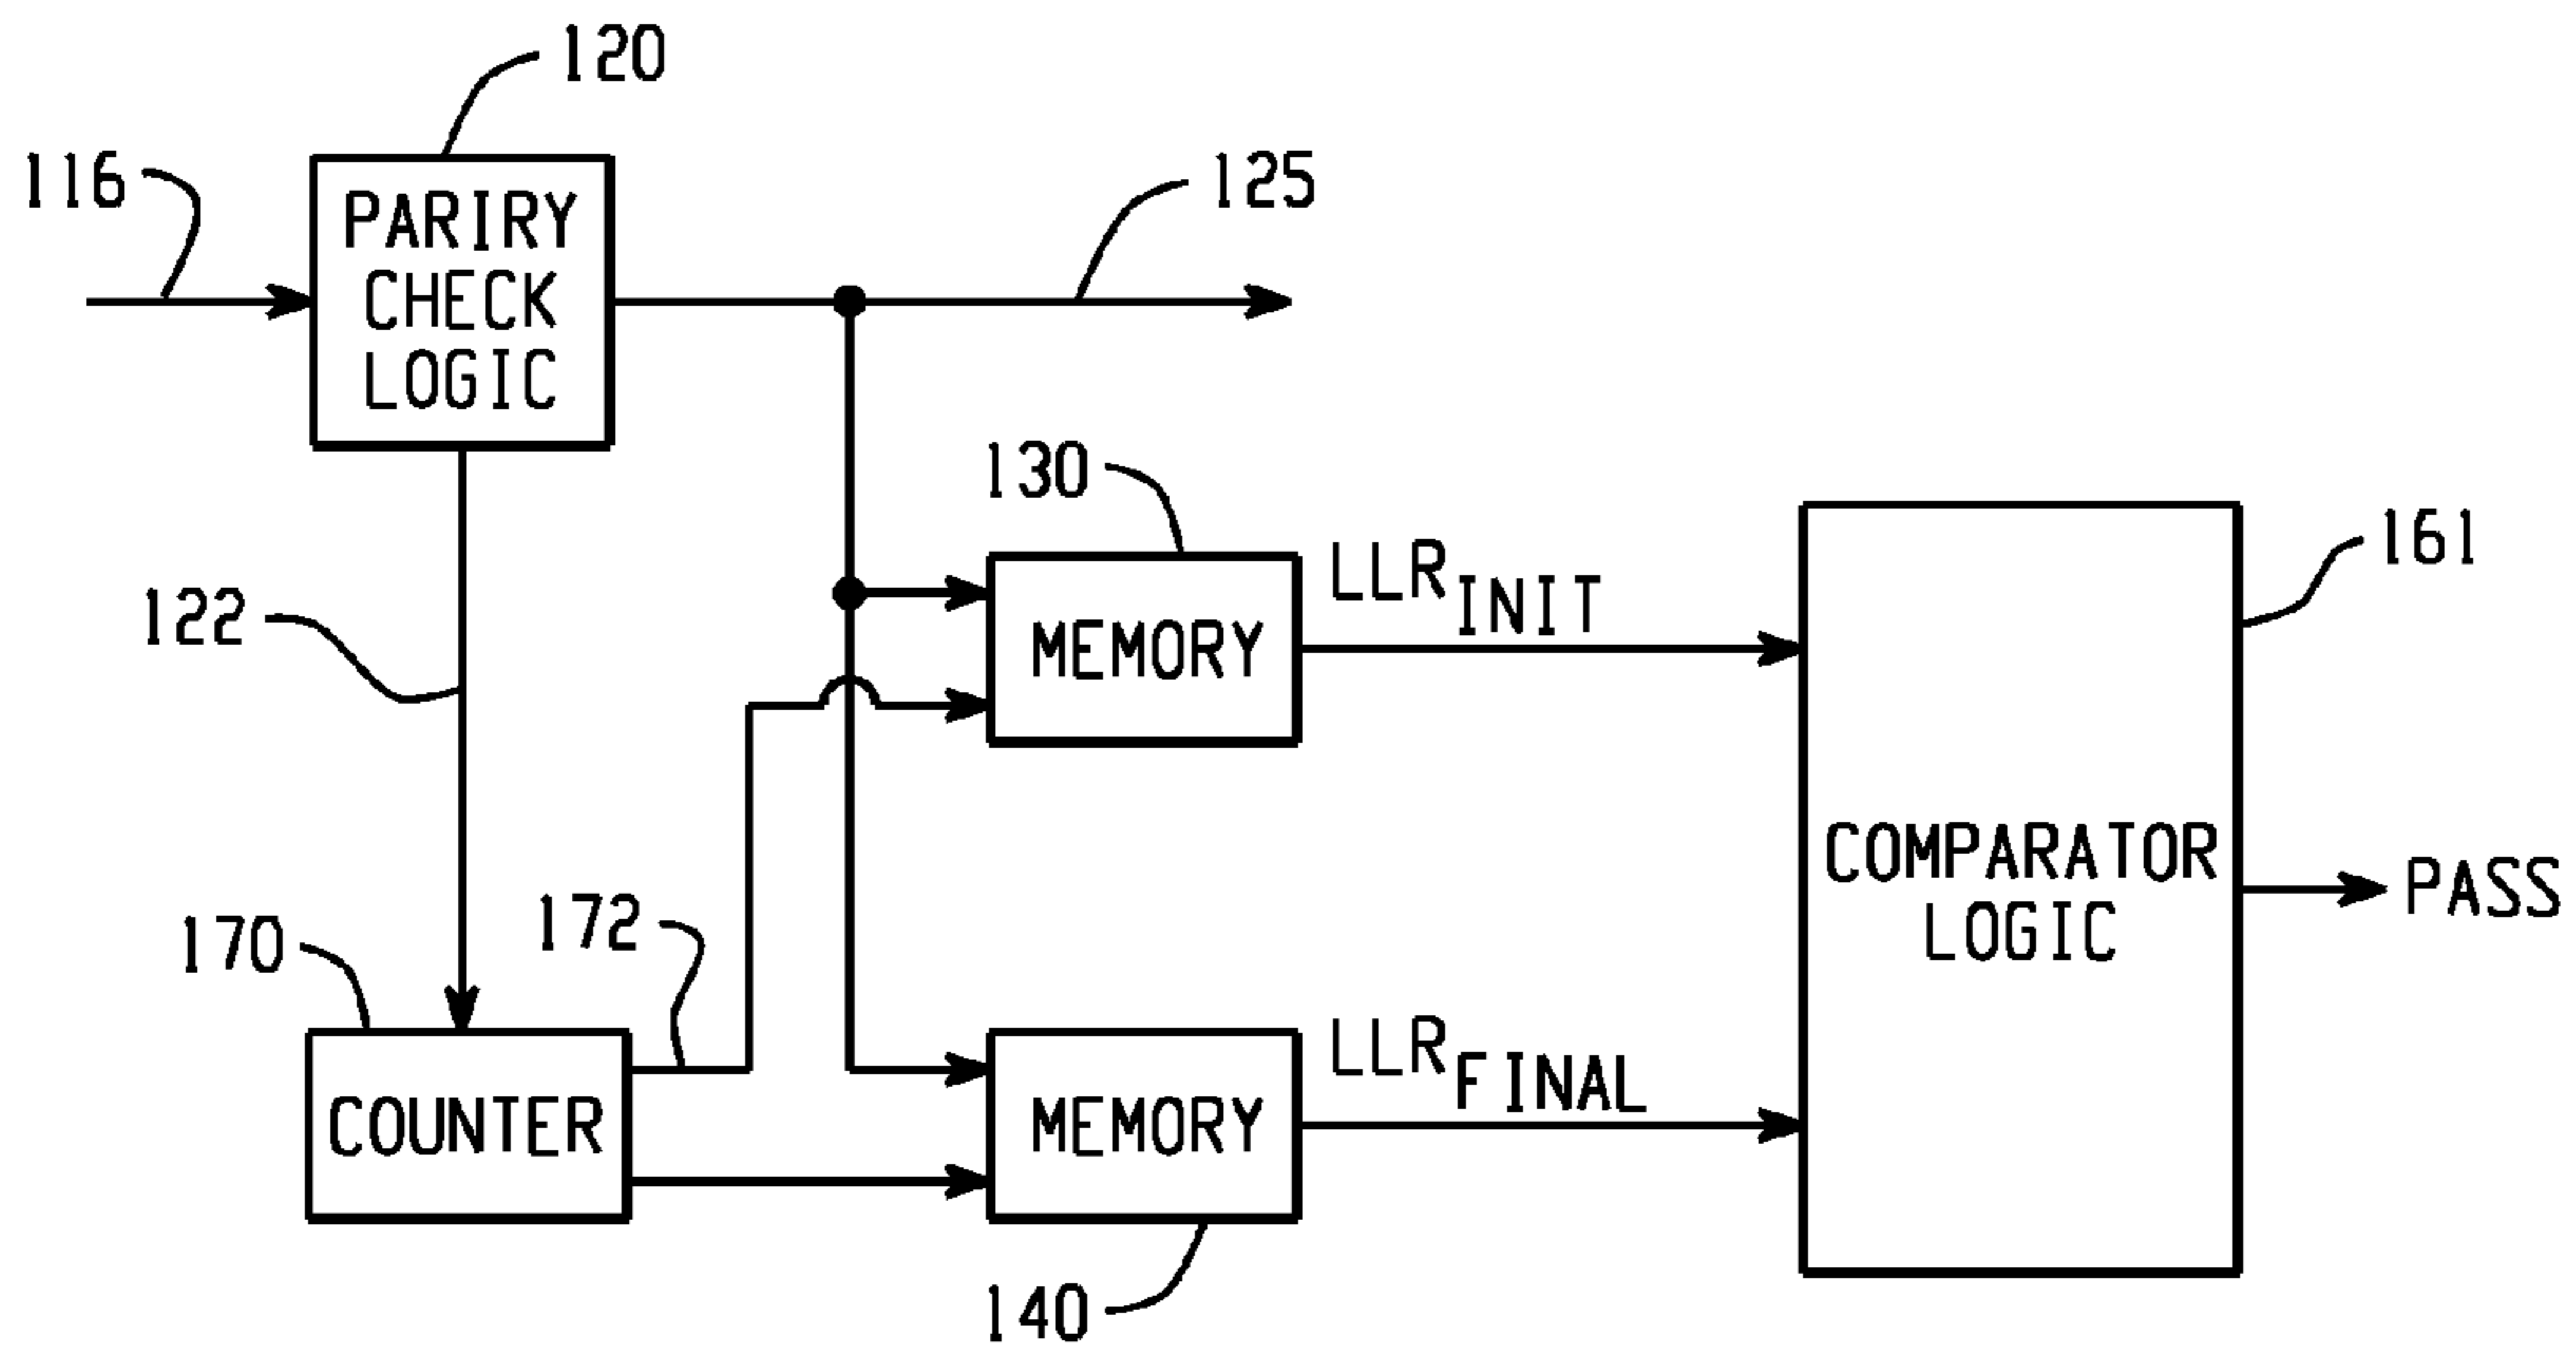 120
116
125
PARIRY
CHECK
LOGIC
130
161
LLR INIT
122
MEMORY
COMPARATOR
LOGIC
PASS
172
170
LLR FINAL
COUNTER
MEMORY
140